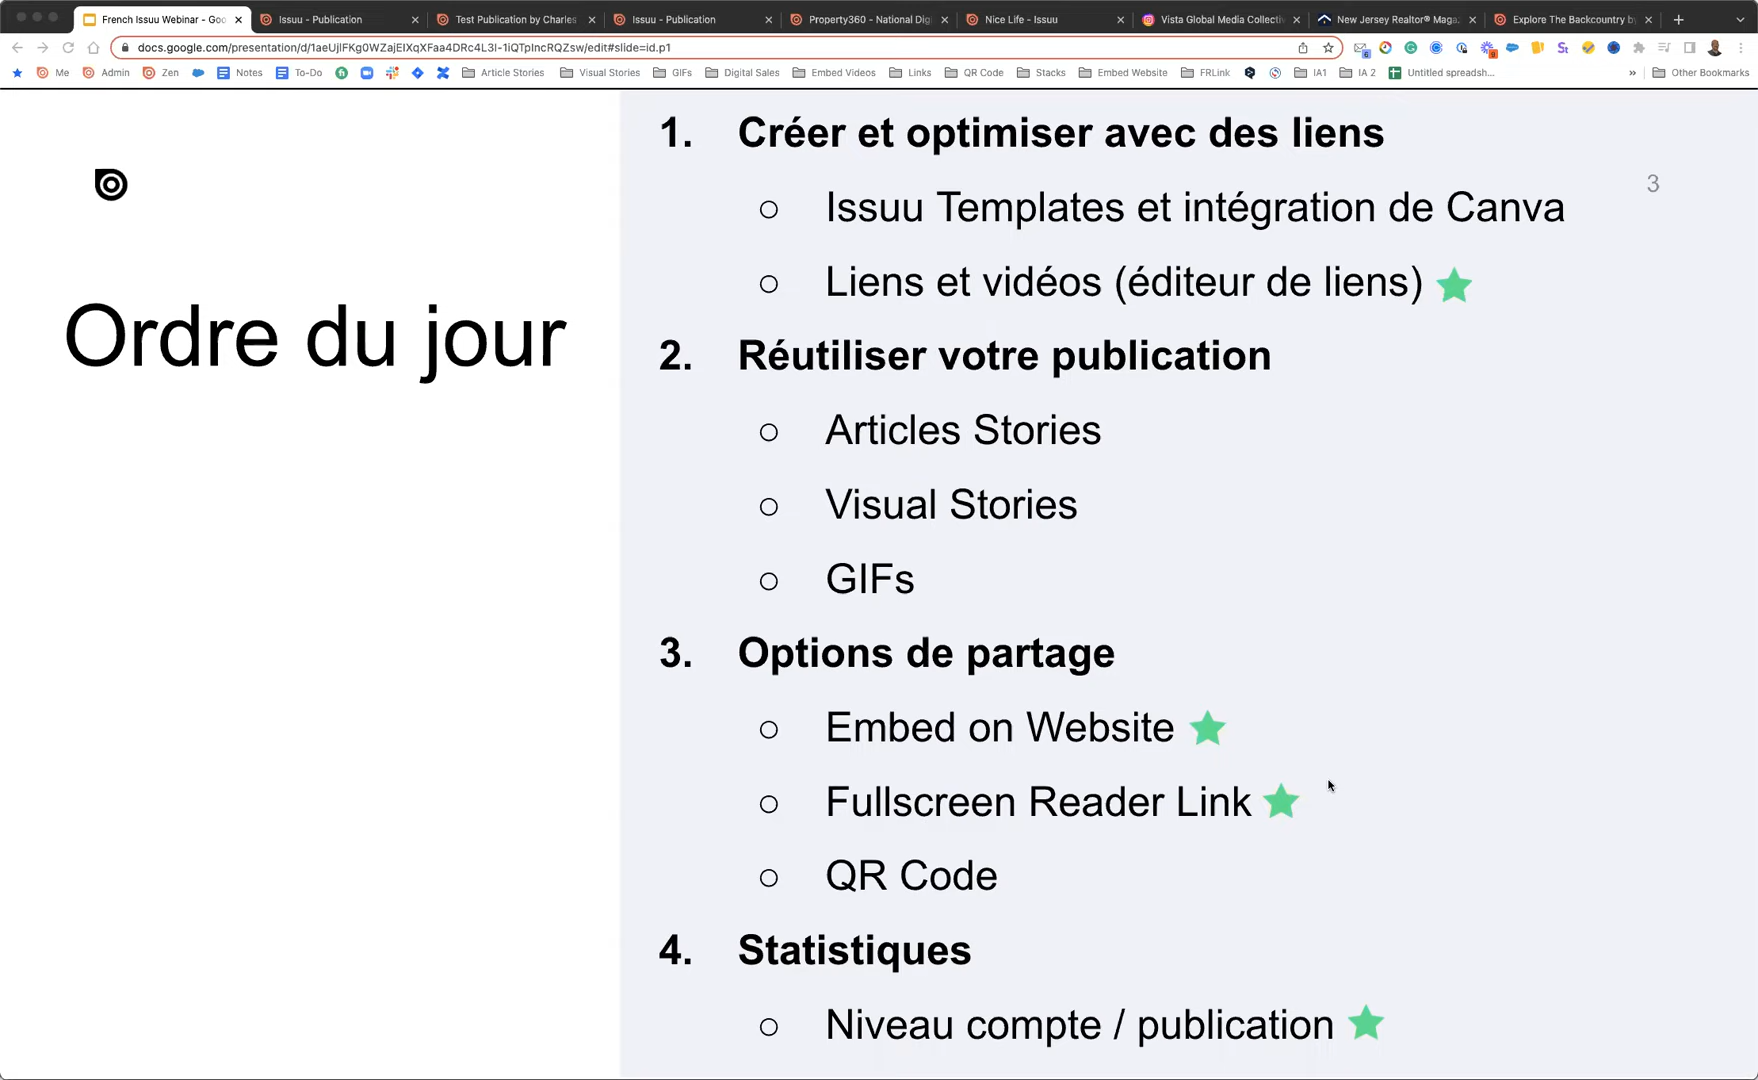 French Issuu Webinar - Goo
Issuu - Publication
Test Publication by Charles
Issuu - Publication
Property360 - National Digi
Nice Life - Issuu
Vista Global Media Collectiv
New Jersey Realtor® Maga
Explore The Backcountry by
docs.google.com/presentation/d/1aeUjlFKg0WZajEIXqXFaa4DRc4L3I-1iQTpIncRQZsw/edit#slide=id.p1
Me
Admin
Zen
Notes
To-Do
Article Stories
Visual Stories
GIFs
Digital Sales
Embed Videos
Links
QR Code
Stacks
Embed Website
FRLink
IA1
IA 2
Untitled spreadsh...
»
Other Bookmarks
3
Ordre du jour
1. Créer et optimiser avec des liens
○ Issuu Templates et intégration de Canva
○ Liens et vidéos (éditeur de liens)
2. Réutiliser votre publication
○ Articles Stories
○ Visual Stories
○ GIFs
3. Options de partage
○ Embed on Website
○ Fullscreen Reader Link
○ QR Code
4. Statistiques
○ Niveau compte / publication